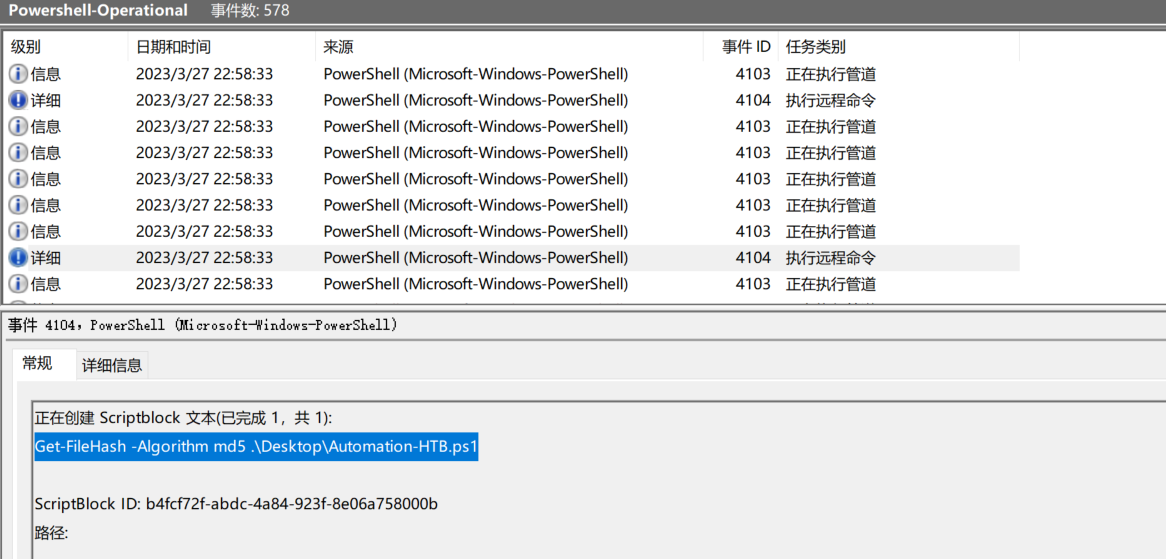 Powershell-Operational 事件数: 578
级别 日期和时间 来源 事件 ID 任务类别
信息 2023/3/27 22:58:33 PowerShell (Microsoft-Windows-PowerShell) 4103 正在执行管道
详细 2023/3/27 22:58:33 PowerShell (Microsoft-Windows-PowerShell) 4104 执行远程命令
信息 2023/3/27 22:58:33 PowerShell (Microsoft-Windows-PowerShell) 4103 正在执行管道
信息 2023/3/27 22:58:33 PowerShell (Microsoft-Windows-PowerShell) 4103 正在执行管道
信息 2023/3/27 22:58:33 PowerShell (Microsoft-Windows-PowerShell) 4103 正在执行管道
信息 2023/3/27 22:58:33 PowerShell (Microsoft-Windows-PowerShell) 4103 正在执行管道
信息 2023/3/27 22:58:33 PowerShell (Microsoft-Windows-PowerShell) 4103 正在执行管道
详细 2023/3/27 22:58:33 PowerShell (Microsoft-Windows-PowerShell) 4104 执行远程命令
信息 2023/3/27 22:58:33 PowerShell (Microsoft-Windows-PowerShell) 4103 正在执行管道
事件 4104，PowerShell (Microsoft-Windows-PowerShell)
常规 详细信息
正在创建 Scriptblock 文本(已完成 1，共 1):
Get-FileHash -Algorithm md5 .\Desktop\Automation-HTB.ps1
ScriptBlock ID: b4fcf72f-abdc-4a84-923f-8e06a758000b
路径: